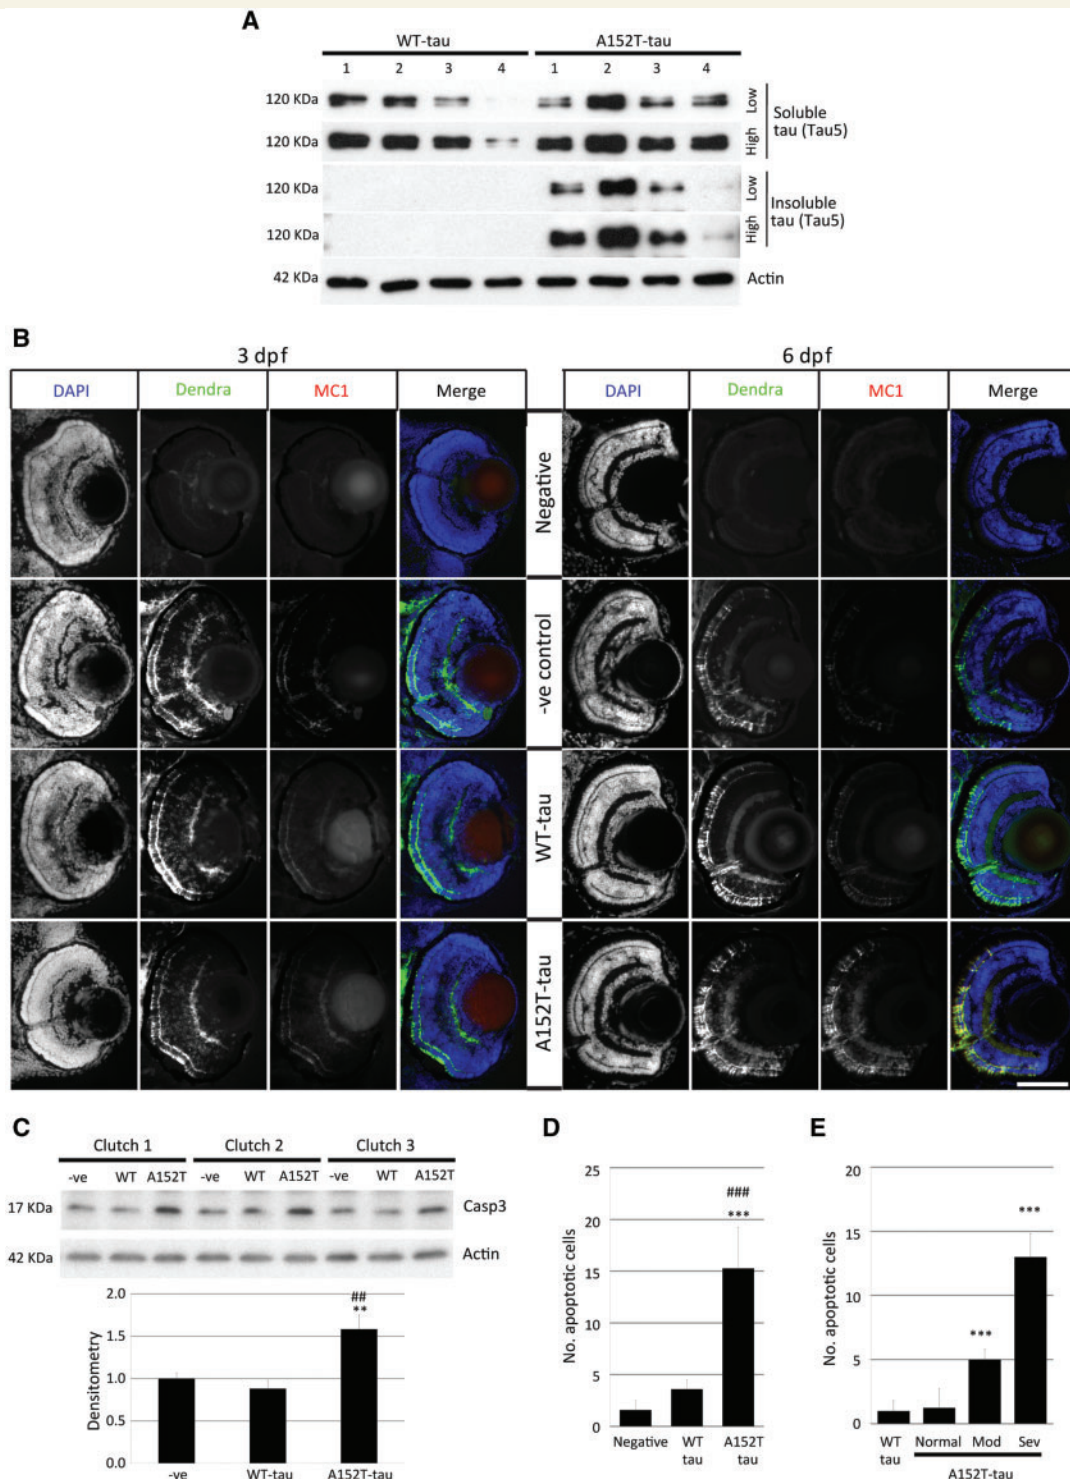 A
WT-tau A152T-tau
1 2 3 4 1 2 3 4
120 KDa Low
120 KDa High
Soluble
tau (Tau5)
120 KDa Low
120 KDa High
Insoluble
tau (Tau5)
42 KDa Actin
B
3 dpf 6 dpf
DAPI Dendra MC1 Merge DAPI Dendra MC1 Merge
Negative
-ve control
WT-tau
A152T-tau
C
Clutch 1 Clutch 2 Clutch 3
-ve WT A152T -ve WT A152T -ve WT A152T
17 KDa Casp3
42 KDa Actin
Densitometry
2.0
1.5
1.0
0.5
0.0
##
**
-ve WT-tau A152T-tau
D
No. apoptotic cells
25
20
15
10
5
0
###
***
Negative WT tau A152T tau
E
No. apoptotic cells
20
15
10
5
0
***
***
WT tau Normal Mod Sev
A152T-tau